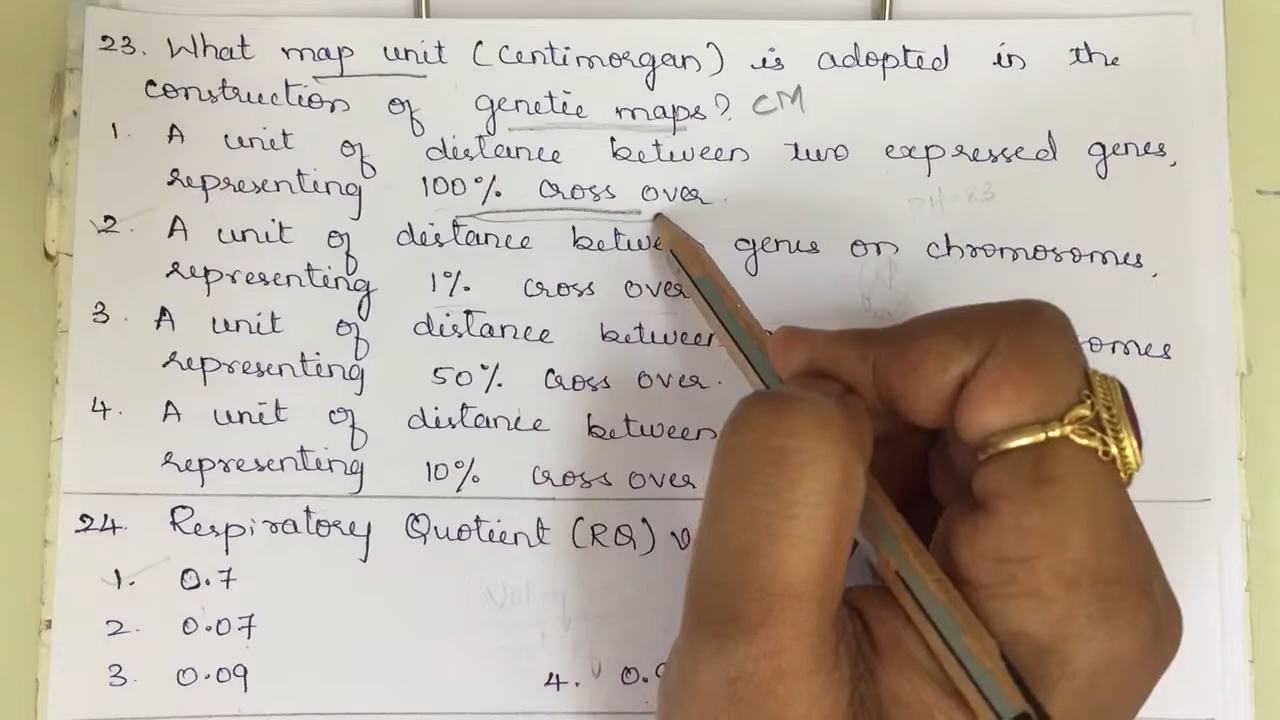 23. What map unit (Centimorgan) is adopted in the
construction of genetic maps? CM
1. A unit of distance between two expressed genes,
representing 100% cross over.
2. A unit of distance between genes on chromosomes,
representing 1% cross over
3. A unit of distance between
representing 50% cross over.
4. A unit of distance between
representing 10% cross over
24. Respiratory Quotient (RQ)
1. 0.7
2. 0.07
3. 0.09 4.